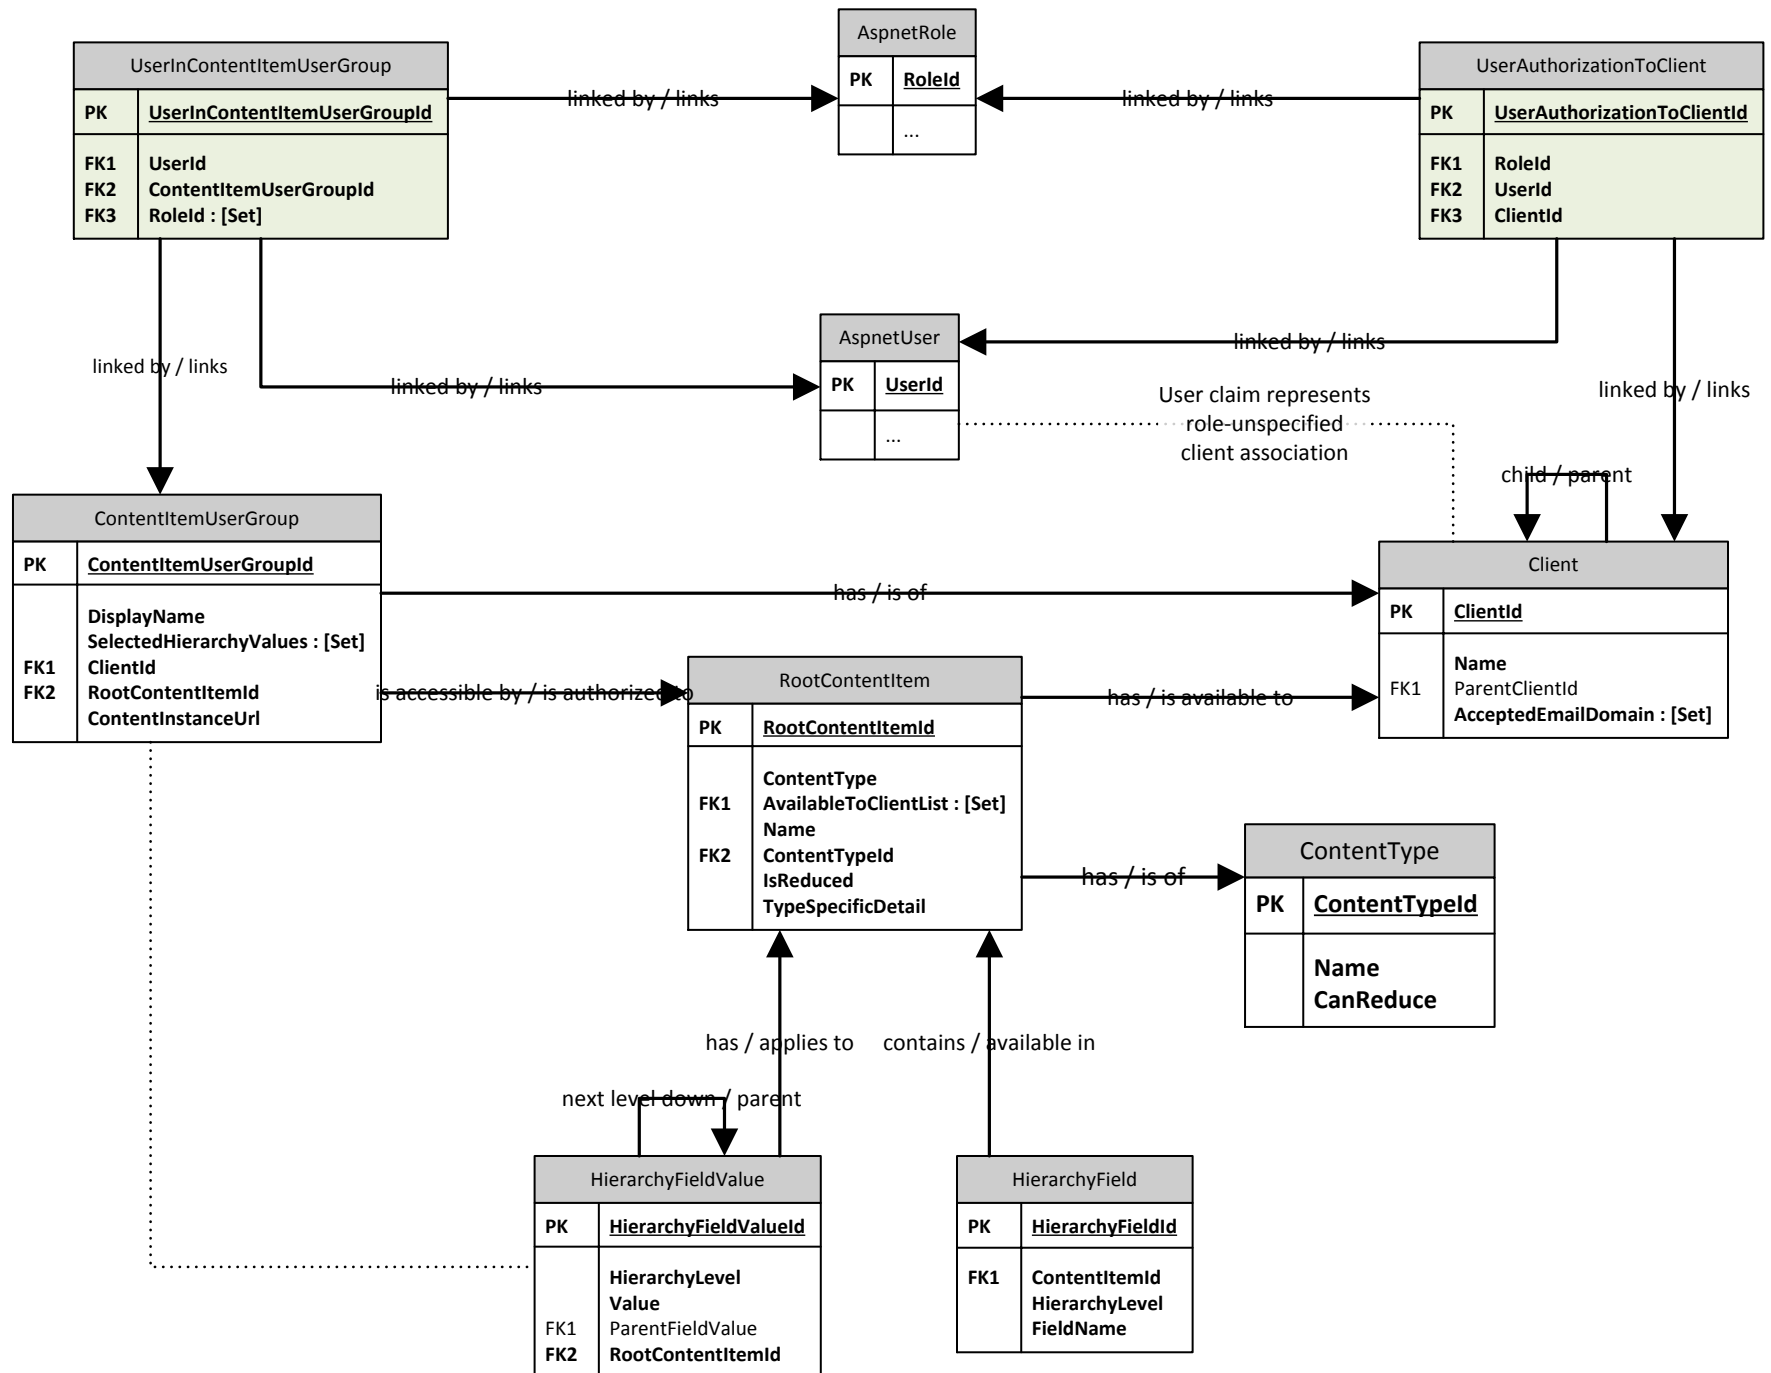 AspnetRole
PK RoleId
...
UserInContentItemUserGroup
PK UserInContentItemUserGroupId
FK1 UserId
FK2 ContentItemUserGroupId
FK3 RoleId : [Set]
linked by / links
linked by / links
UserAuthorizationToClient
PK UserAuthorizationToClientId
FK1 RoleId
FK2 UserId
FK3 ClientId
AspnetUser
PK UserId
...
linked by / links
linked by / links
linked by / links
linked by / links
User claim represents
role-unspecified
client association
child / parent
ContentItemUserGroup
PK ContentItemUserGroupId
DisplayName
SelectedHierarchyValues : [Set]
FK1 ClientId
FK2 RootContentItemId
ContentInstanceUrl
has / is of
Client
PK ClientId
Name
FK1 ParentClientId
AcceptedEmailDomain : [Set]
is accessible by / is authorized to
RootContentItem
PK RootContentItemId
ContentType
FK1 AvailableToClientList : [Set]
Name
FK2 ContentTypeId
IsReduced
TypeSpecificDetail
has / is available to
has / is of
ContentType
PK ContentTypeId
Name
CanReduce
has / applies to
contains / available in
next level down / parent
HierarchyFieldValue
PK HierarchyFieldValueId
HierarchyLevel
Value
FK1 ParentFieldValue
FK2 RootContentItemId
HierarchyField
PK HierarchyFieldId
FK1 ContentItemId
HierarchyLevel
FieldName